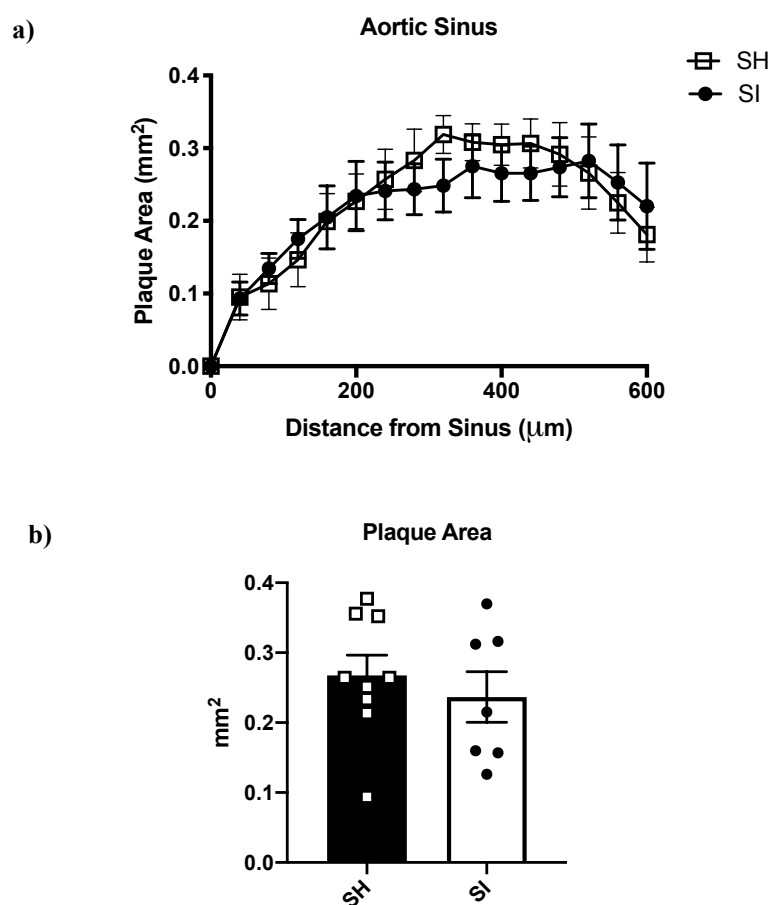 a)
Aortic Sinus
SH
SI
Plaque Area (mm²)
0.4
0.3
0.2
0.1
0.0
0 200 400 600
Distance from Sinus (μm)
b)
Plaque Area
mm²
0.4
0.3
0.2
0.1
0.0
SH SI